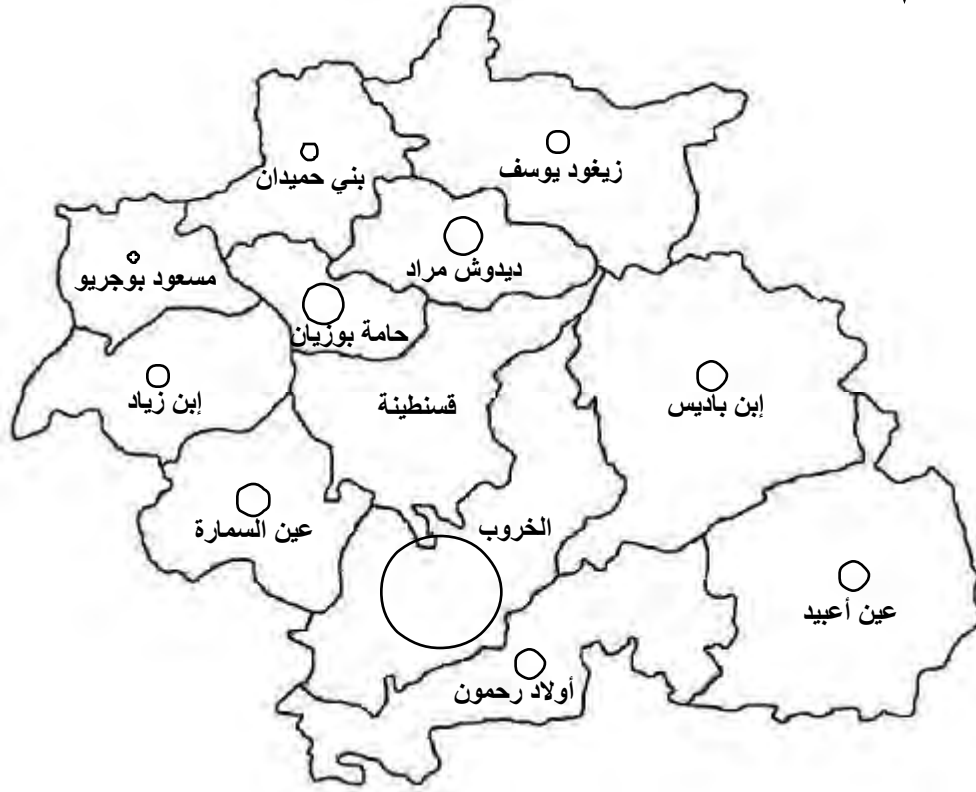 زيغود يوسف
بني حميدان
ديدوش مراد
مسعود بوجريو
حامة بوزيان
إبن زياد
قسنطينة
إبن باديس
عين السمارة
الخروب
عين أعبيد
أولاد رحمون